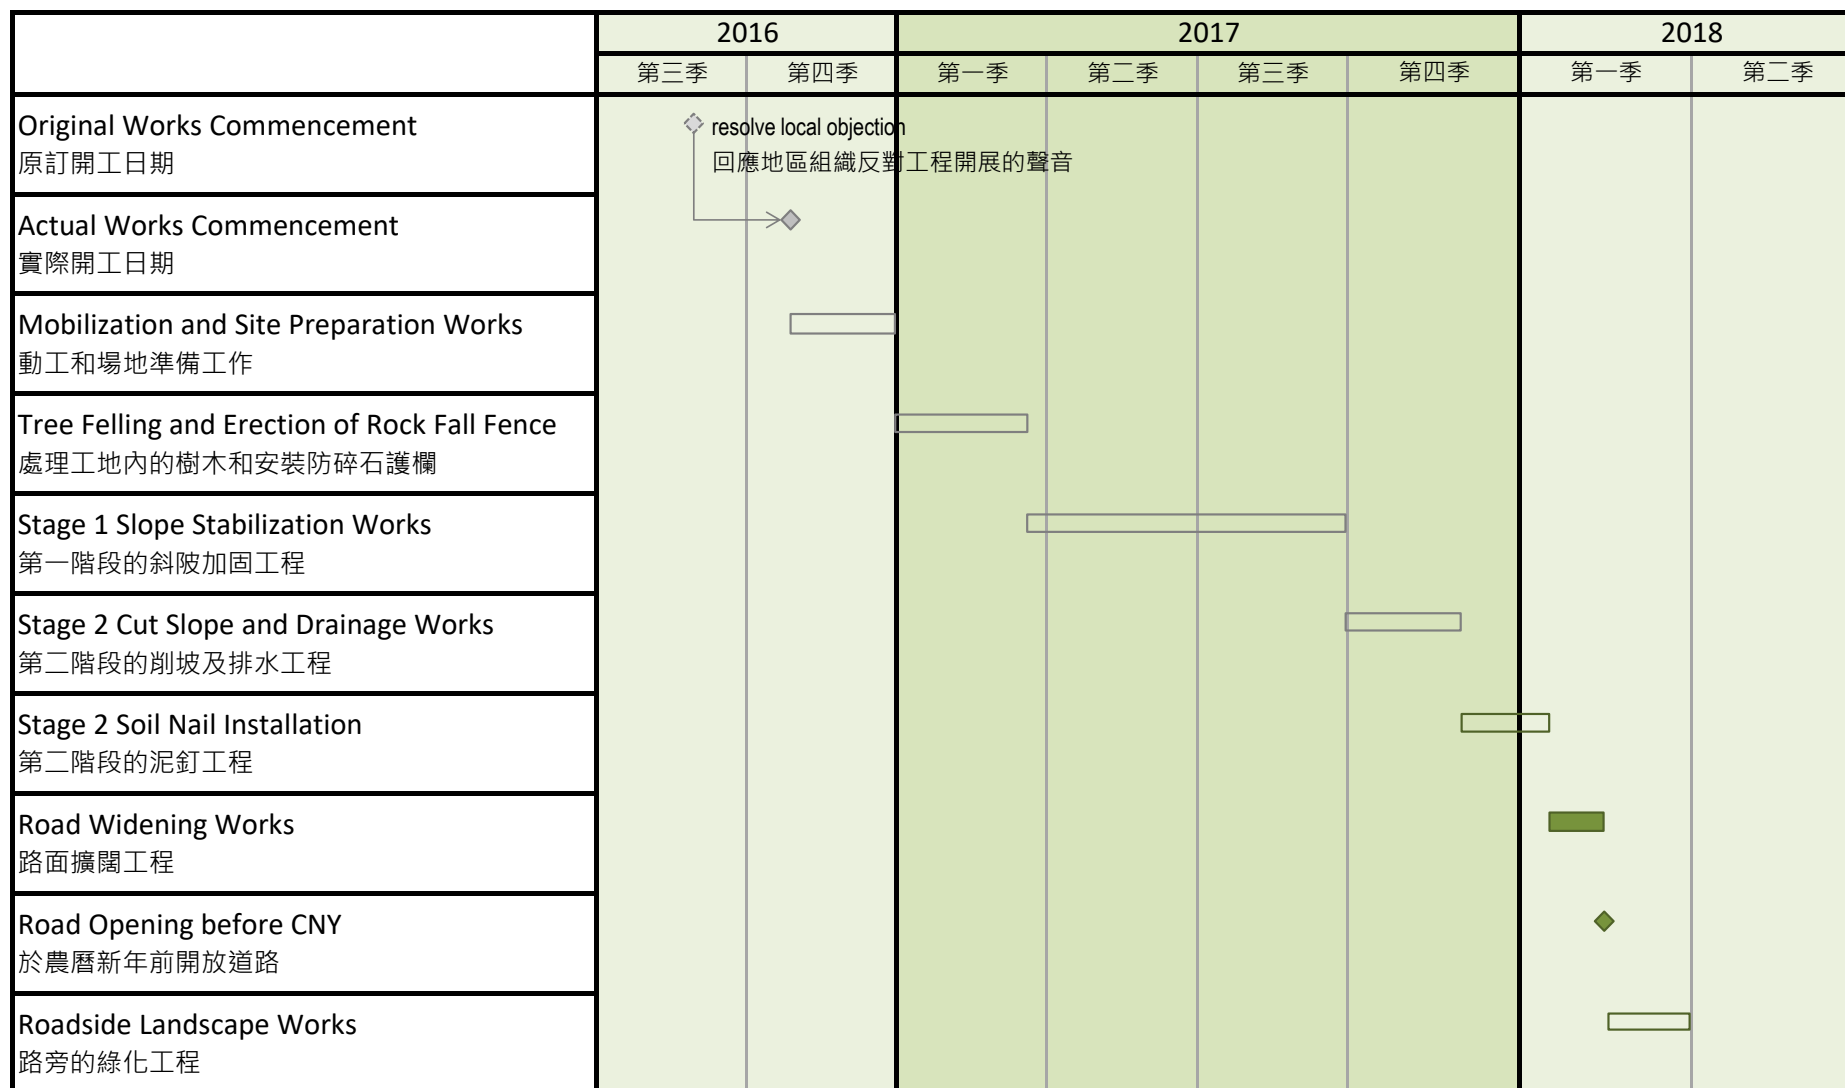 2016 2017 2018
第三季 第四季 第一季 第二季 第三季 第四季 第一季 第二季
Original Works Commencement
原訂開工日期
resolve local objection
回應地區組織反對工程開展的聲音
Actual Works Commencement
實際開工日期
Mobilization and Site Preparation Works
動工和場地準備工作
Tree Felling and Erection of Rock Fall Fence
處理工地內的樹木和安裝防碎石護欄
Stage 1 Slope Stabilization Works
第一階段的斜陂加固工程
Stage 2 Cut Slope and Drainage Works
第二階段的削坡及排水工程
Stage 2 Soil Nail Installation
第二階段的泥釘工程
Road Widening Works
路面擴闊工程
Road Opening before CNY
於農曆新年前開放道路
Roadside Landscape Works
路旁的綠化工程